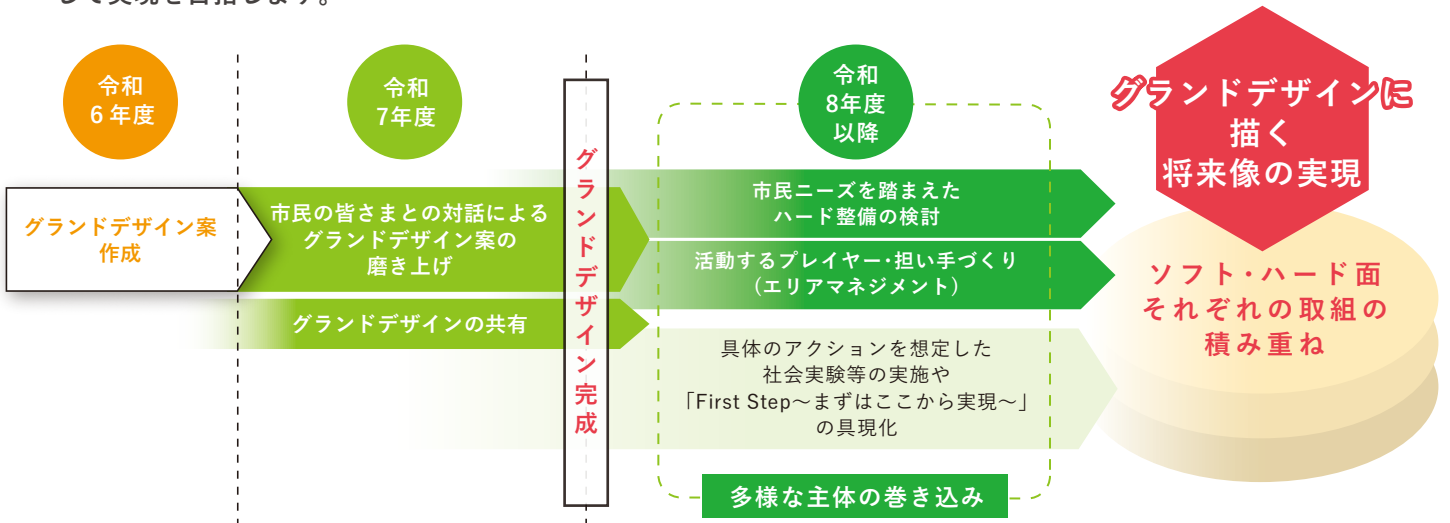 して実現を目指します。
令和
6年度
令和
7年度
令和
8年度
以降
グランドデザイン案
作成
市民の皆さまとの対話による
グランドデザイン案の
磨き上げ
グランドデザインの共有
グランドデザイン完成
市民ニーズを踏まえた
ハード整備の検討
活動するプレイヤー・担い手づくり
(エリアマネジメント)
具体のアクションを想定した
社会実験等の実施や
「First Step～まずはここから実現～」
の具現化
多様な主体の巻き込み
グランドデザインに
描く
将来像の実現
ソフト・ハード面
それぞれの取組の
積み重ね